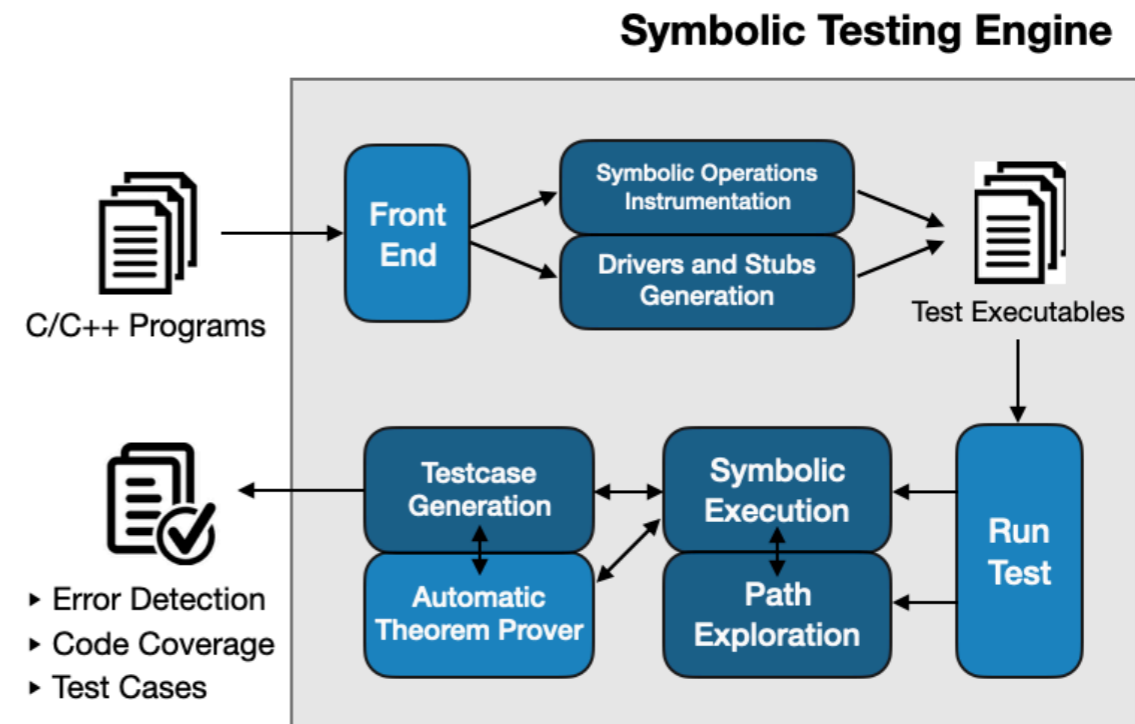 Symbolic Testing Engine
C/C++ Programs
Front
End
Symbolic Operations
Instrumentation
Drivers and Stubs
Generation
Test Executables
Run
Test
Symbolic
Execution
Path
Exploration
Testcase
Generation
Automatic
Theorem Prover
‣ Error Detection
‣ Code Coverage
‣ Test Cases